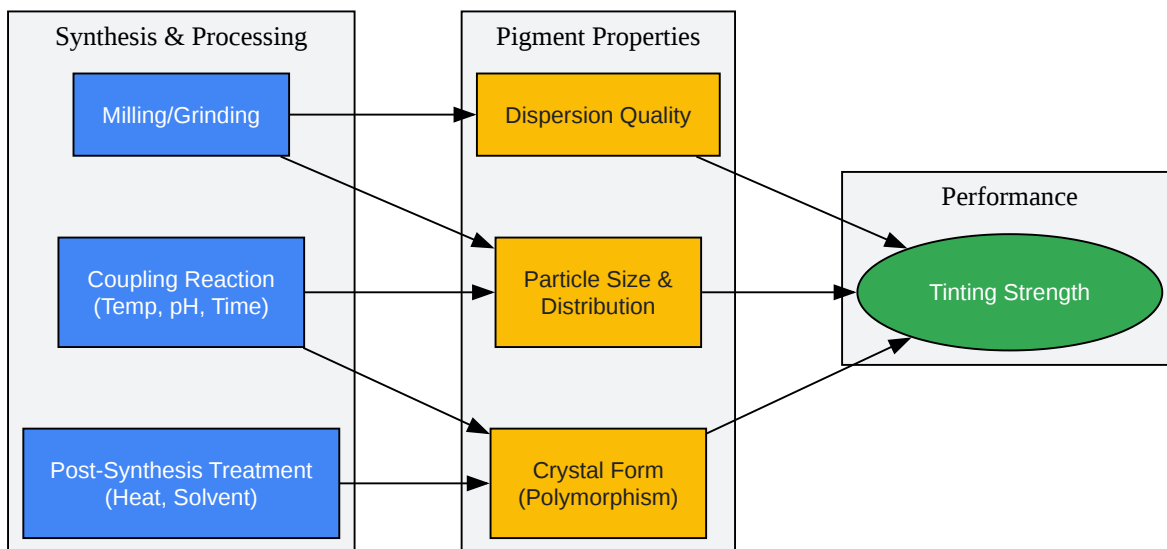 Synthesis & Processing
Milling/Grinding
Coupling Reaction
(Temp, pH, Time)
Post-Synthesis Treatment
(Heat, Solvent)
Pigment Properties
Dispersion Quality
Particle Size &
Distribution
Crystal Form
(Polymorphism)
Performance
Tinting Strength